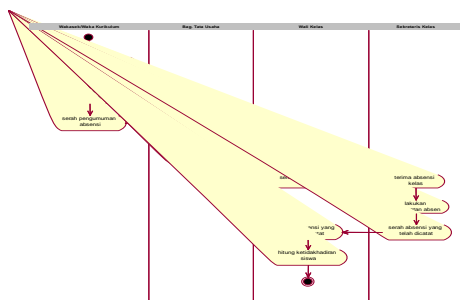 Wakasek/Waka Kurikulum Bag. Tata Usaha Wali Kelas Sekretaris Kelas
serah pengumuman
absensi
terima absensi
kelas
lakukan
absen
serah absensi yang
telah dicatat
yang
hitung ketidakhadiran
siswa